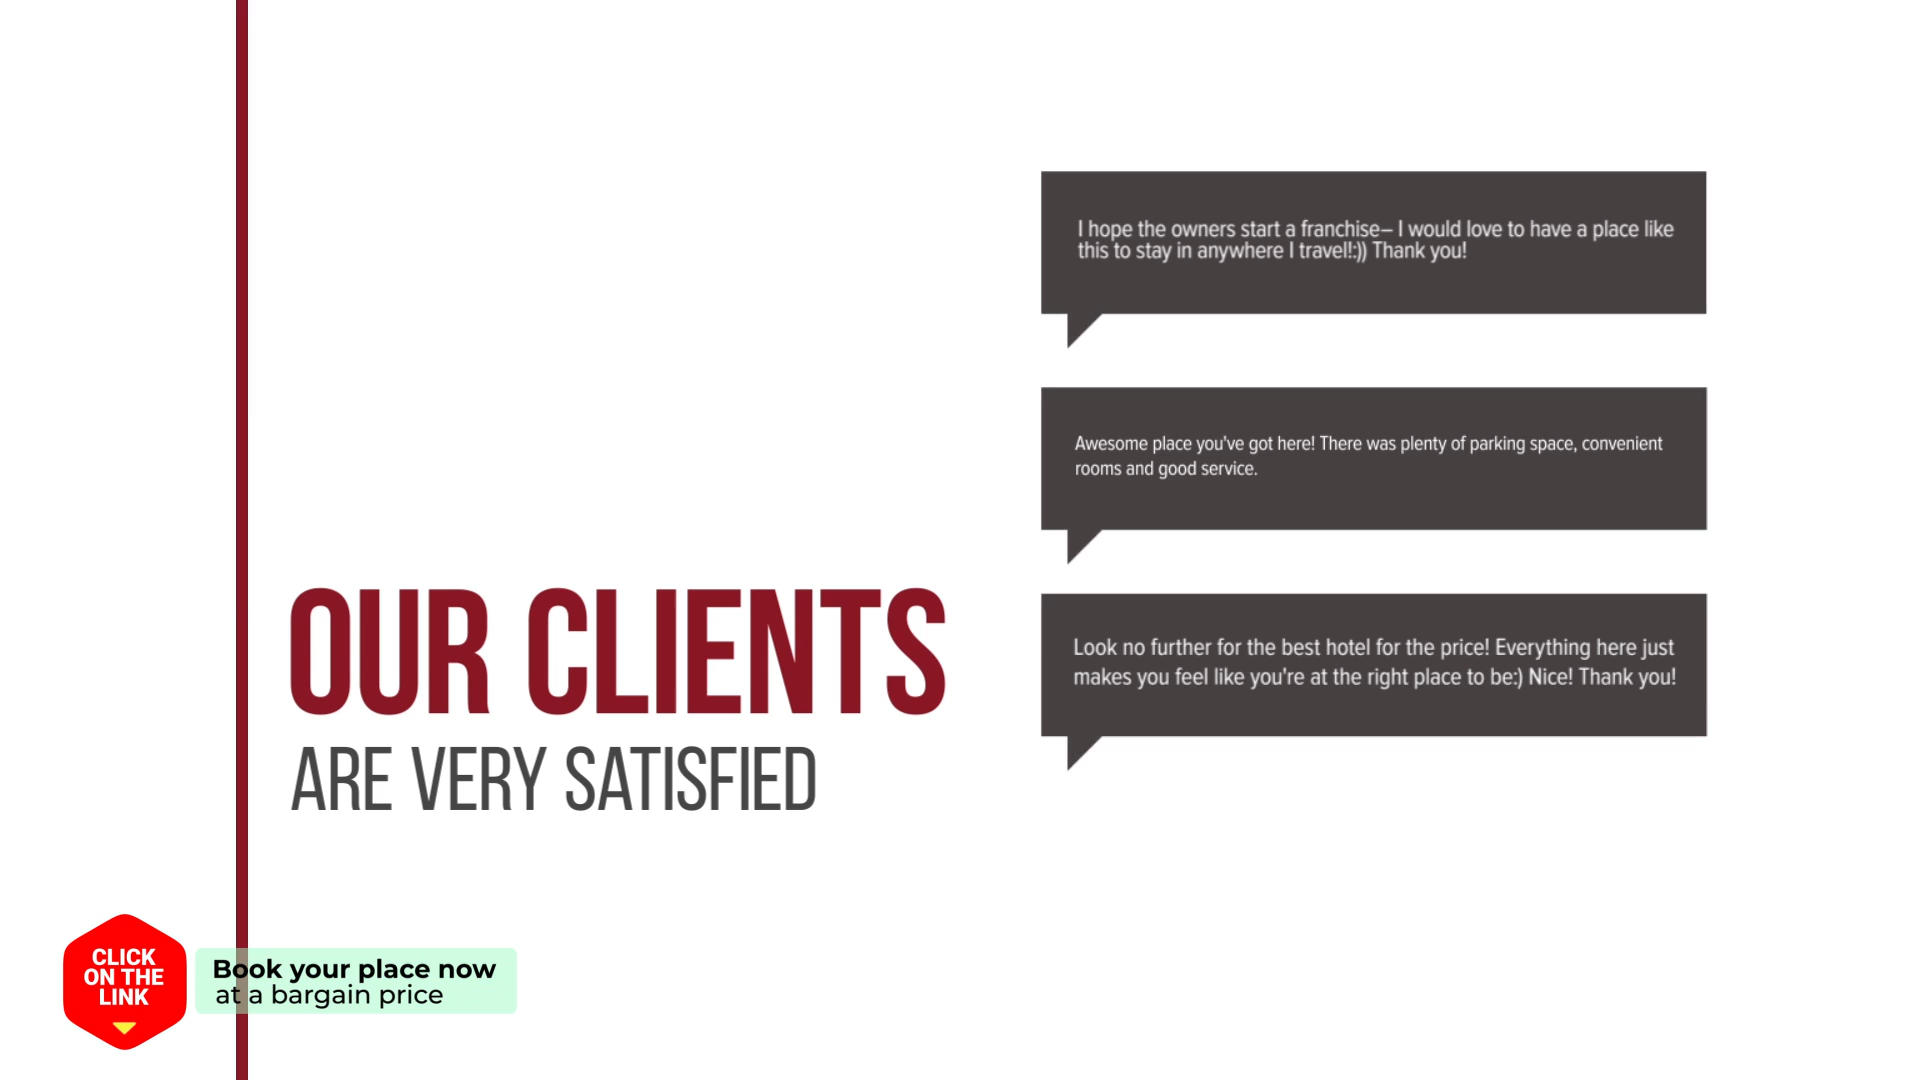 I hope the owners start a franchise– I would love to have a place like
this to stay in anywhere I travel!:)) Thank you!
Awesome place you've got here! There was plenty of parking space, convenient
rooms and good service.
Look no further for the best hotel for the price! Everything here just
makes you feel like you're at the right place to be:) Nice! Thank you!
OUR CLIENTS
ARE VERY SATISFIED
CLICK
ON THE
LINK
Book your place now
at a bargain price